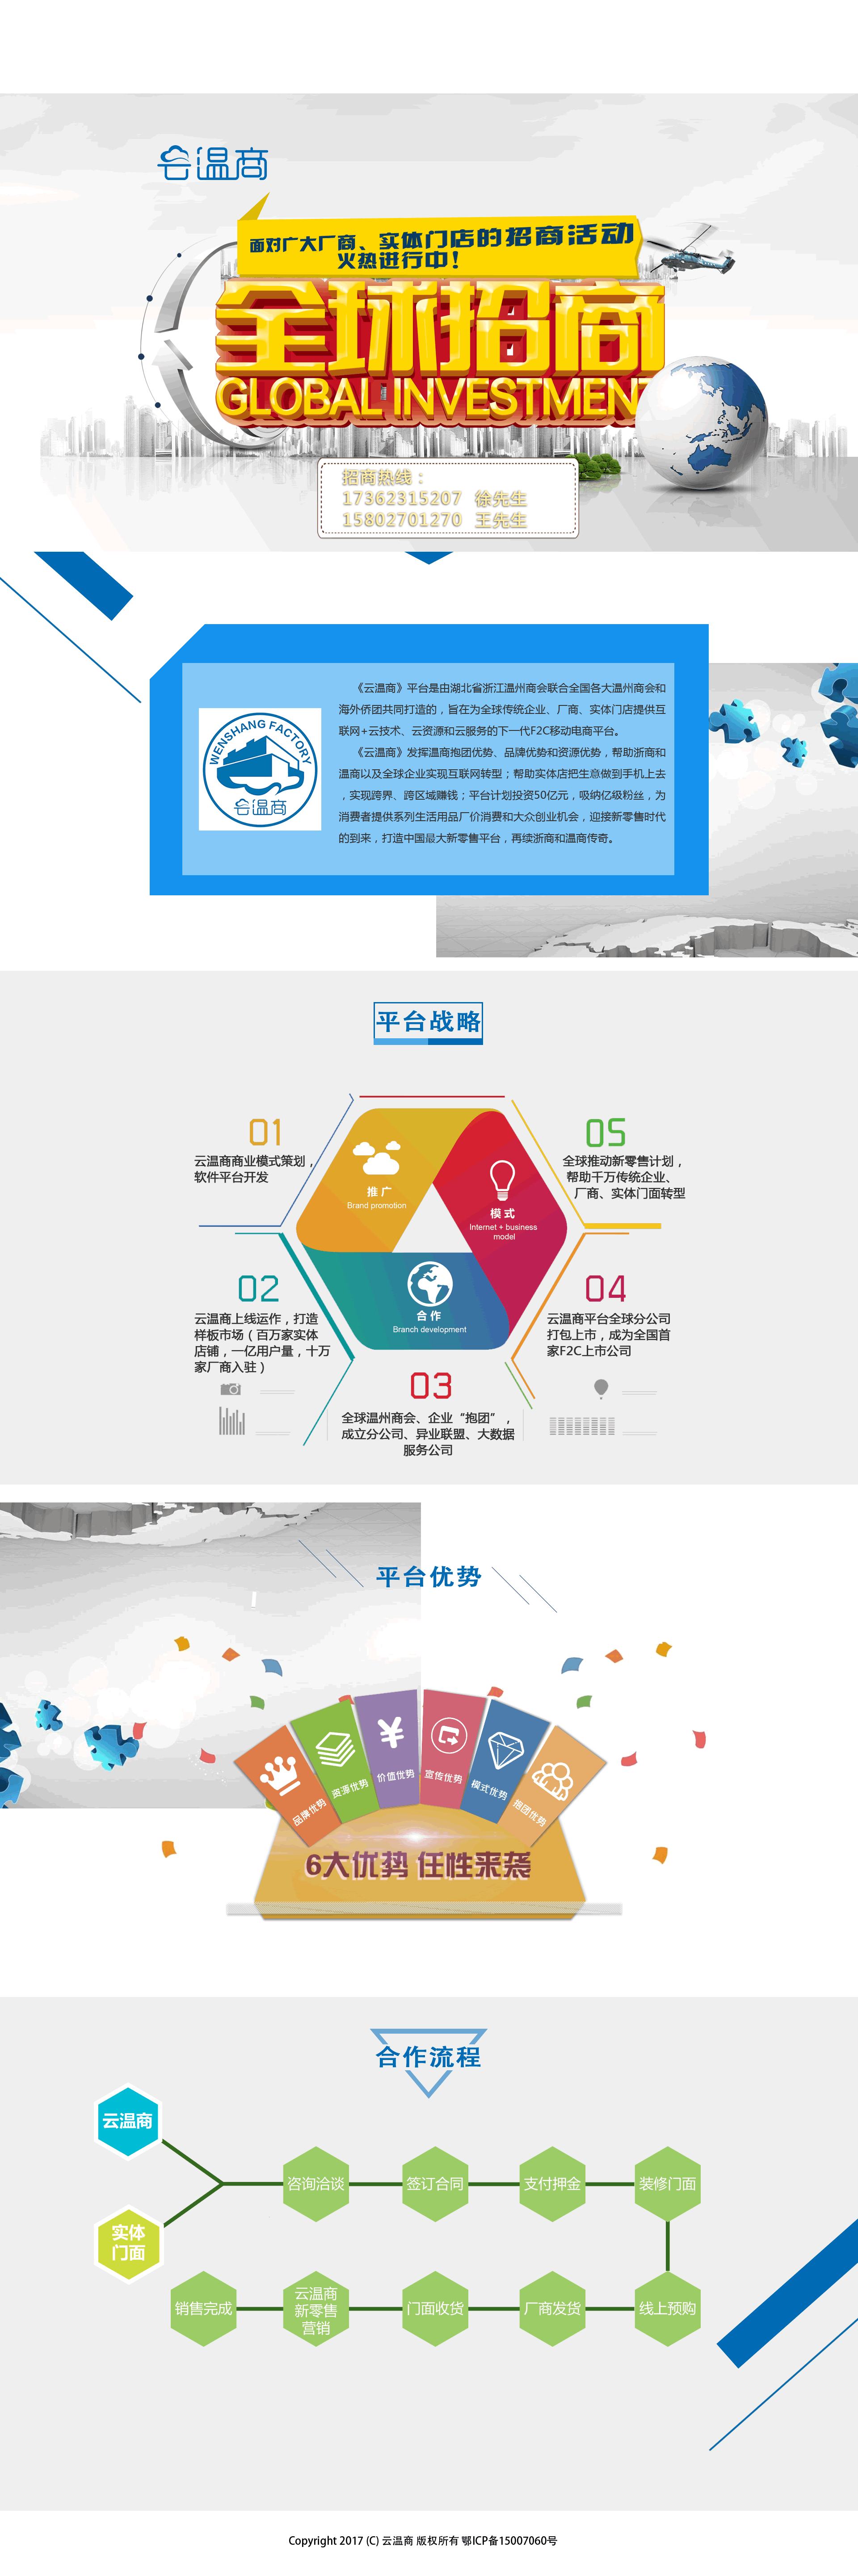 云温商
面对广大厂商、实体门店的招商活动
火热进行中!
全球招商
GLOBAL INVESTMENT
招商热线：
17362315207 徐先生
15802701270 王先生
《云温商》平台是由湖北省浙江温州商会联合全国各大温州商会和
海外侨团共同打造的，旨在为全球传统企业、厂商、实体门店提供互
联网+云技术、云资源和云服务的下一代F2C移动电商平台。
《云温商》发挥温商抱团优势、品牌优势和资源优势，帮助浙商和
温商以及全球企业实现互联网转型；帮助实体店把生意做到手机上去
，实现跨界、跨区域赚钱；平台计划投资50亿元，吸纳亿级粉丝，为
消费者提供系列生活用品厂价消费和大众创业机会，迎接新零售时代
的到来，打造中国最大新零售平台，再续浙商和温商传奇。
WENSHANG FACTORY
云温商
平台战略
01
云温商商业模式策划，
软件平台开发
05
全球推动新零售计划，
帮助千万传统企业、
厂商、实体门面转型
推 广
Brand promotion
模 式
Internet + business
model
合 作
Branch development
02
云温商上线运作，打造
样板市场（百万家实体
店铺，一亿用户量，十万
家厂商入驻）
04
云温商平台全球分公司
打包上市，成为全国首
家F2C上市公司
03
全球温州商会、企业“抱团”，
成立分公司、异业联盟、大数据
服务公司
平台优势
品牌优势
资源优势
价值优势
宣传优势
模式优势
抱团优势
6大优势 任性来袭
合作流程
云温商
实体
门面
咨询洽谈
签订合同
支付押金
装修门面
销售完成
云温商
新零售
营销
门面收货
厂商发货
线上预购
Copyright 2017 (C) 云温商 版权所有 鄂ICP备15007060号